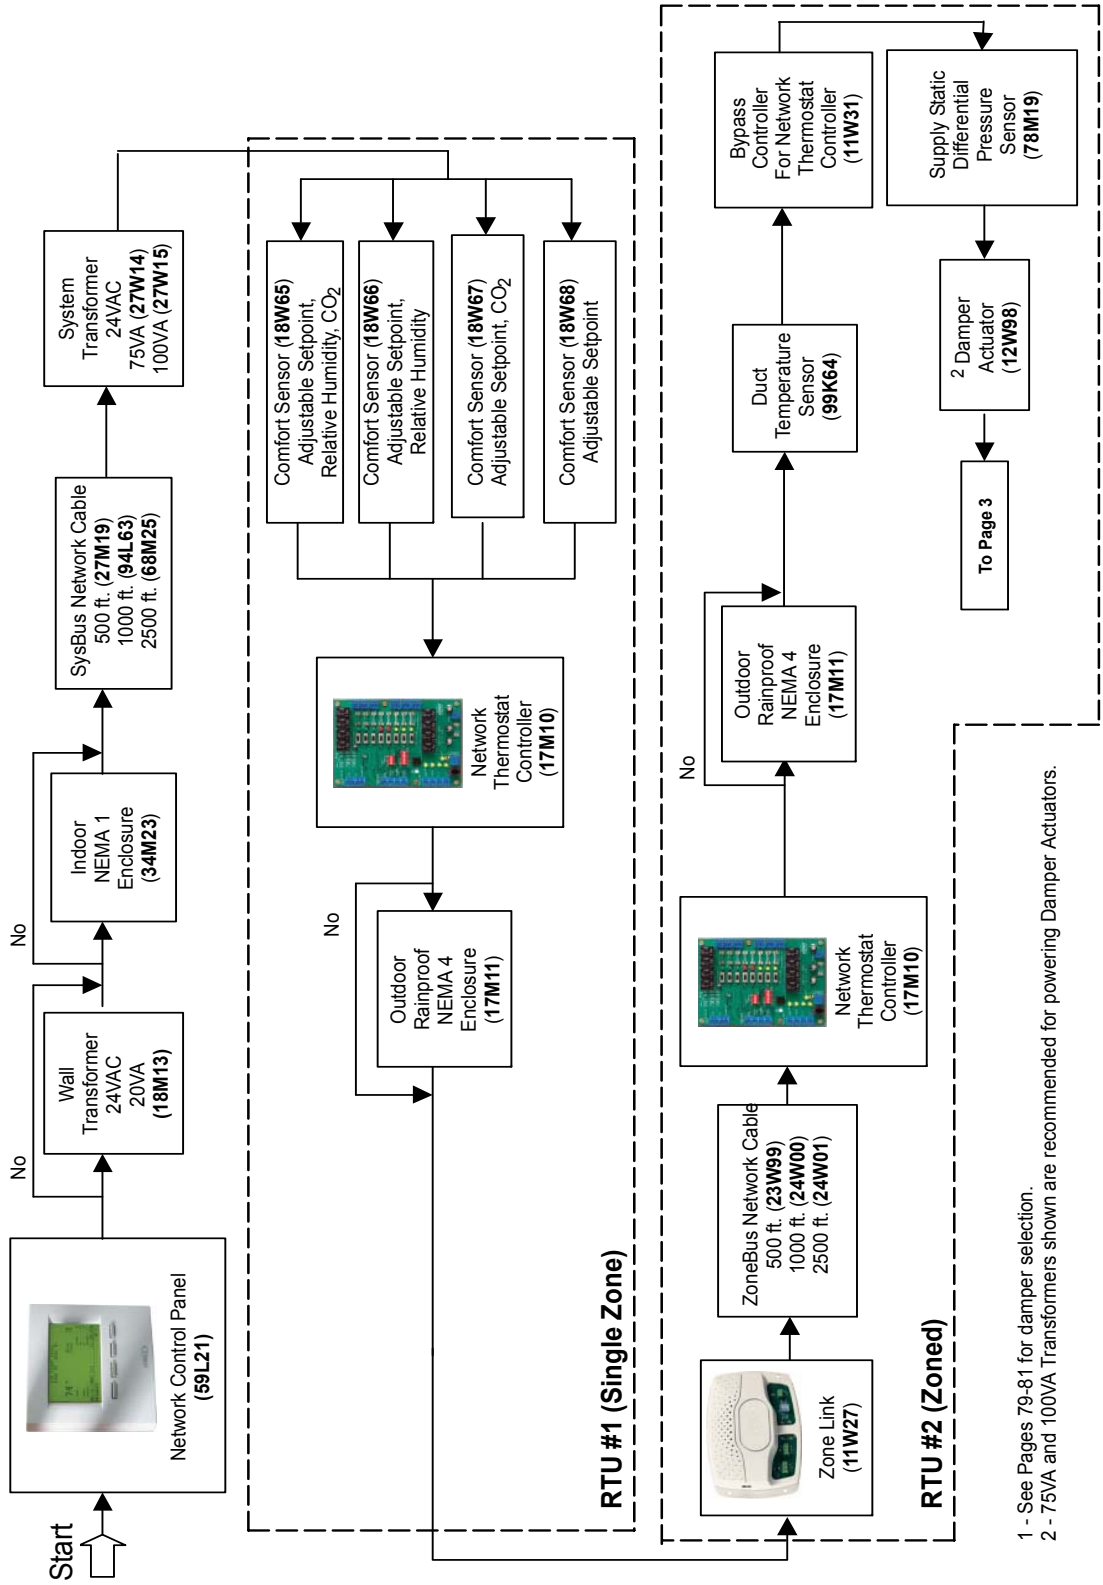 Start
Network Control Panel
(59L21)
No
Wall
Transformer
24VAC
20VA
(18M13)
No
Indoor
NEMA 1
Enclosure
(34M23)
SysBus Network Cable
500 ft. (27M19)
1000 ft. (94L63)
2500 ft. (68M25)
System
Transformer
24VAC
75VA (27W14)
100VA (27W15)
RTU #1 (Single Zone)
Comfort Sensor (18W65)
Adjustable Setpoint,
Relative Humidity, CO2
Comfort Sensor (18W66)
Adjustable Setpoint,
Relative Humidity
Comfort Sensor (18W67)
Adjustable Setpoint, CO2
Comfort Sensor (18W68)
Adjustable Setpoint
Network
Thermostat
Controller
(17M10)
No
Outdoor
Rainproof
NEMA 4
Enclosure
(17M11)
RTU #2 (Zoned)
Zone Link
(11W27)
ZoneBus Network Cable
500 ft. (23W99)
1000 ft. (24W00)
2500 ft. (24W01)
Network
Thermostat
Controller
(17M10)
No
Outdoor
Rainproof
NEMA 4
Enclosure
(17M11)
Duct
Temperature
Sensor
(99K64)
Bypass
Controller
For Network
Thermostat
Controller
(11W31)
Supply Static
Differential
Pressure
Sensor
(78M19)
2 Damper
Actuator
(12W98)
To Page 3
1 - See Pages 79-81 for damper selection.
2 - 75VA and 100VA Transformers shown are recommended for powering Damper Actuators.